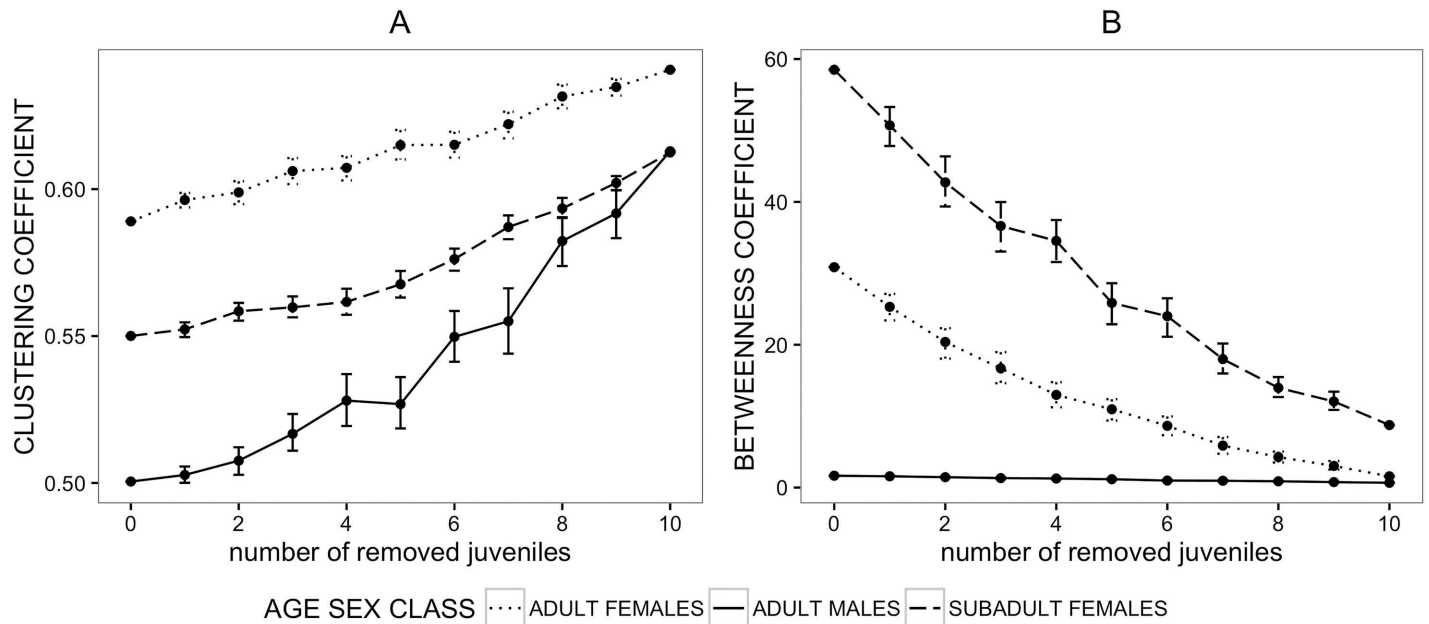 A
CLUSTERING COEFFICIENT
0.60
0.55
0.50
0 2 4 6 8 10
number of removed juveniles
B
BETWEENNESS COEFFICIENT
60
40
20
0
0 2 4 6 8 10
number of removed juveniles
AGE SEX CLASS ADULT FEMALES ADULT MALES SUBADULT FEMALES